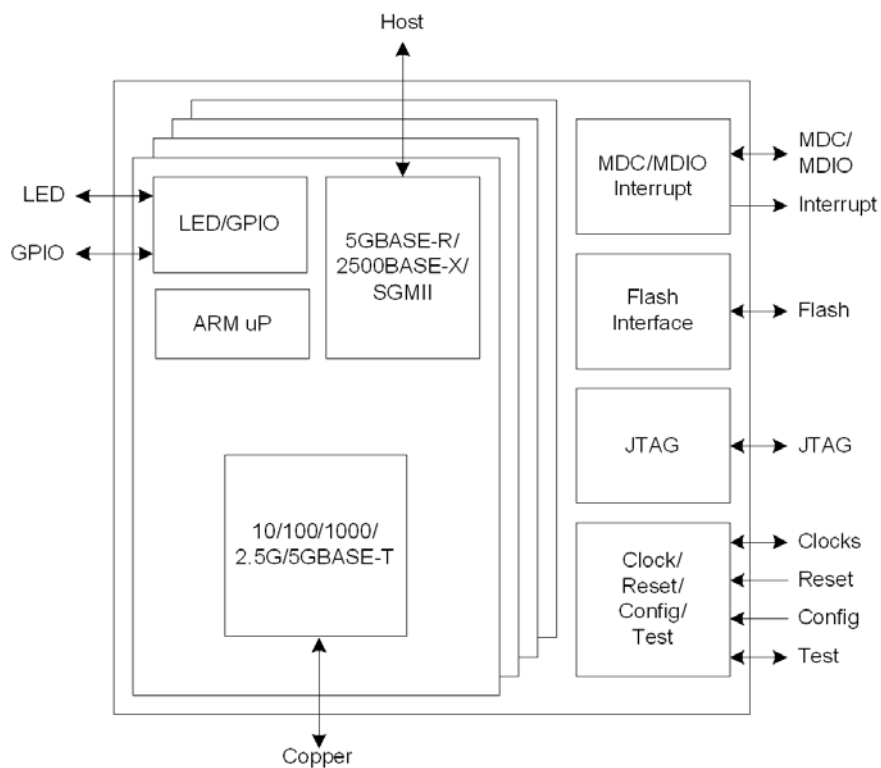 Host
LED
GPIO
LED/GPIO
ARM uP
5GBASE-R/
2500BASE-X/
SGMII
10/100/1000/
2.5G/5GBASE-T
Copper
MDC/MDIO
Interrupt
MDC/
MDIO
Interrupt
Flash
Interface
Flash
JTAG
JTAG
Clock/
Reset/
Config/
Test
Clocks
Reset
Config
Test